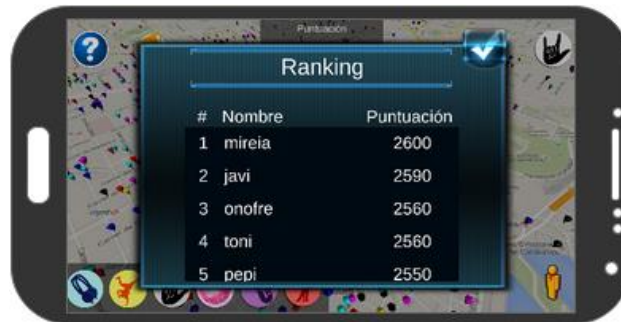 Puntuación
Ranking
# Nombre Puntuación
1 mireia 2600
2 javi 2590
3 onofre 2560
4 toni 2560
5 pepi 2550